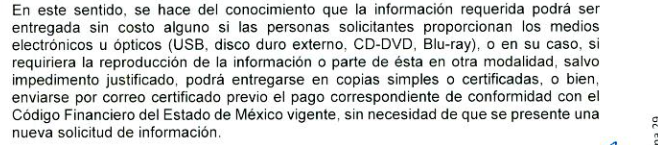 En este sentido, se hace del conocimiento que la información requerida podrá ser
entregada sin costo alguno si las personas solicitantes proporcionan los medios
electrónicos u ópticos (USB, disco duro externo, CD-DVD, Blu-ray), o en su caso, si
requiriera la reproducción de la información o parte de ésta en otra modalidad, salvo
impedimento justificado, podrá entregarse en copias simples o certificadas, o bien,
enviarse por correo certificado previo el pago correspondiente de conformidad con el
Código Financiero del Estado de México vigente, sin necesidad de que se presente una
nueva solicitud de información.